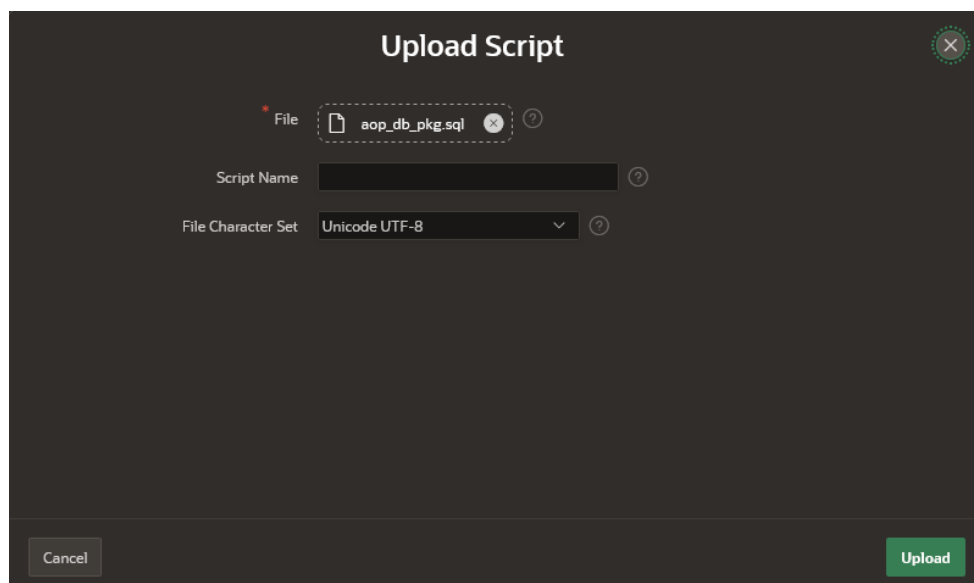 Upload Script
* File aop_db_pkg.sql ?
Script Name ?
File Character Set Unicode UTF-8 ?
Cancel Upload